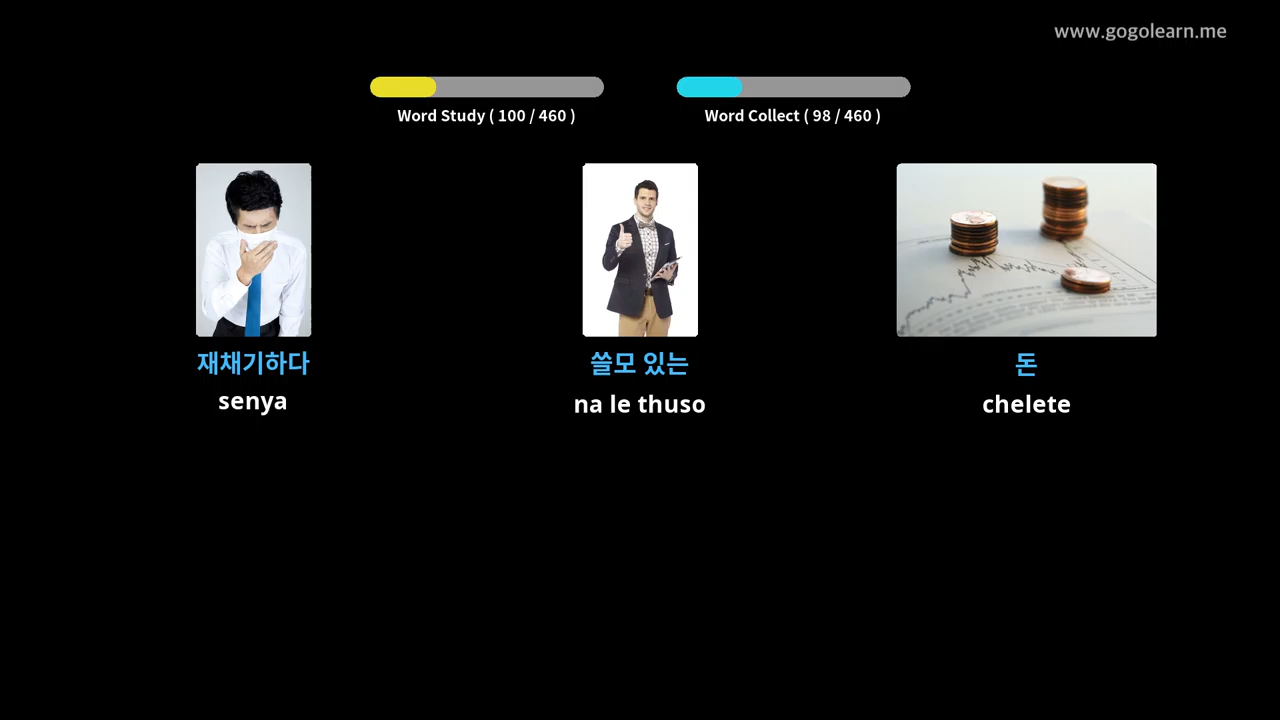 www.gogolearn.me
Word Study ( 100 / 460 )
Word Collect ( 98 / 460 )
재채기하다
senya
쓸모 있는
na le thuso
돈
chelete